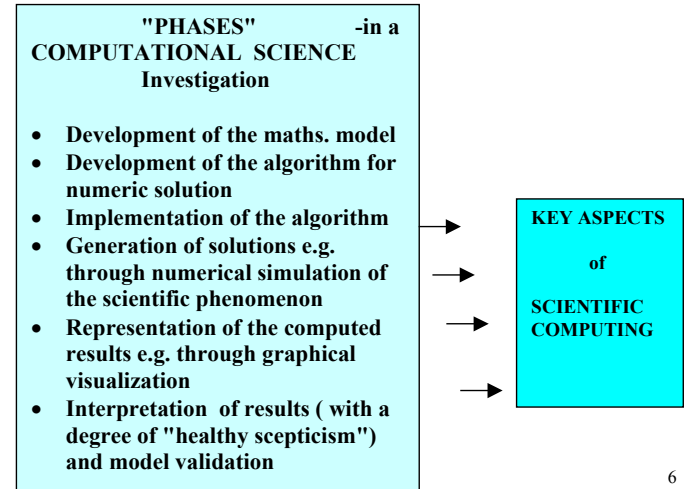 "PHASES" -in a
COMPUTATIONAL SCIENCE
Investigation
• Development of the maths. model
• Development of the algorithm for
numeric solution
• Implementation of the algorithm
• Generation of solutions e.g.
through numerical simulation of
the scientific phenomenon
• Representation of the computed
results e.g. through graphical
visualization
• Interpretation of results ( with a
degree of "healthy scepticism")
and model validation
KEY ASPECTS
of
SCIENTIFIC
COMPUTING
6